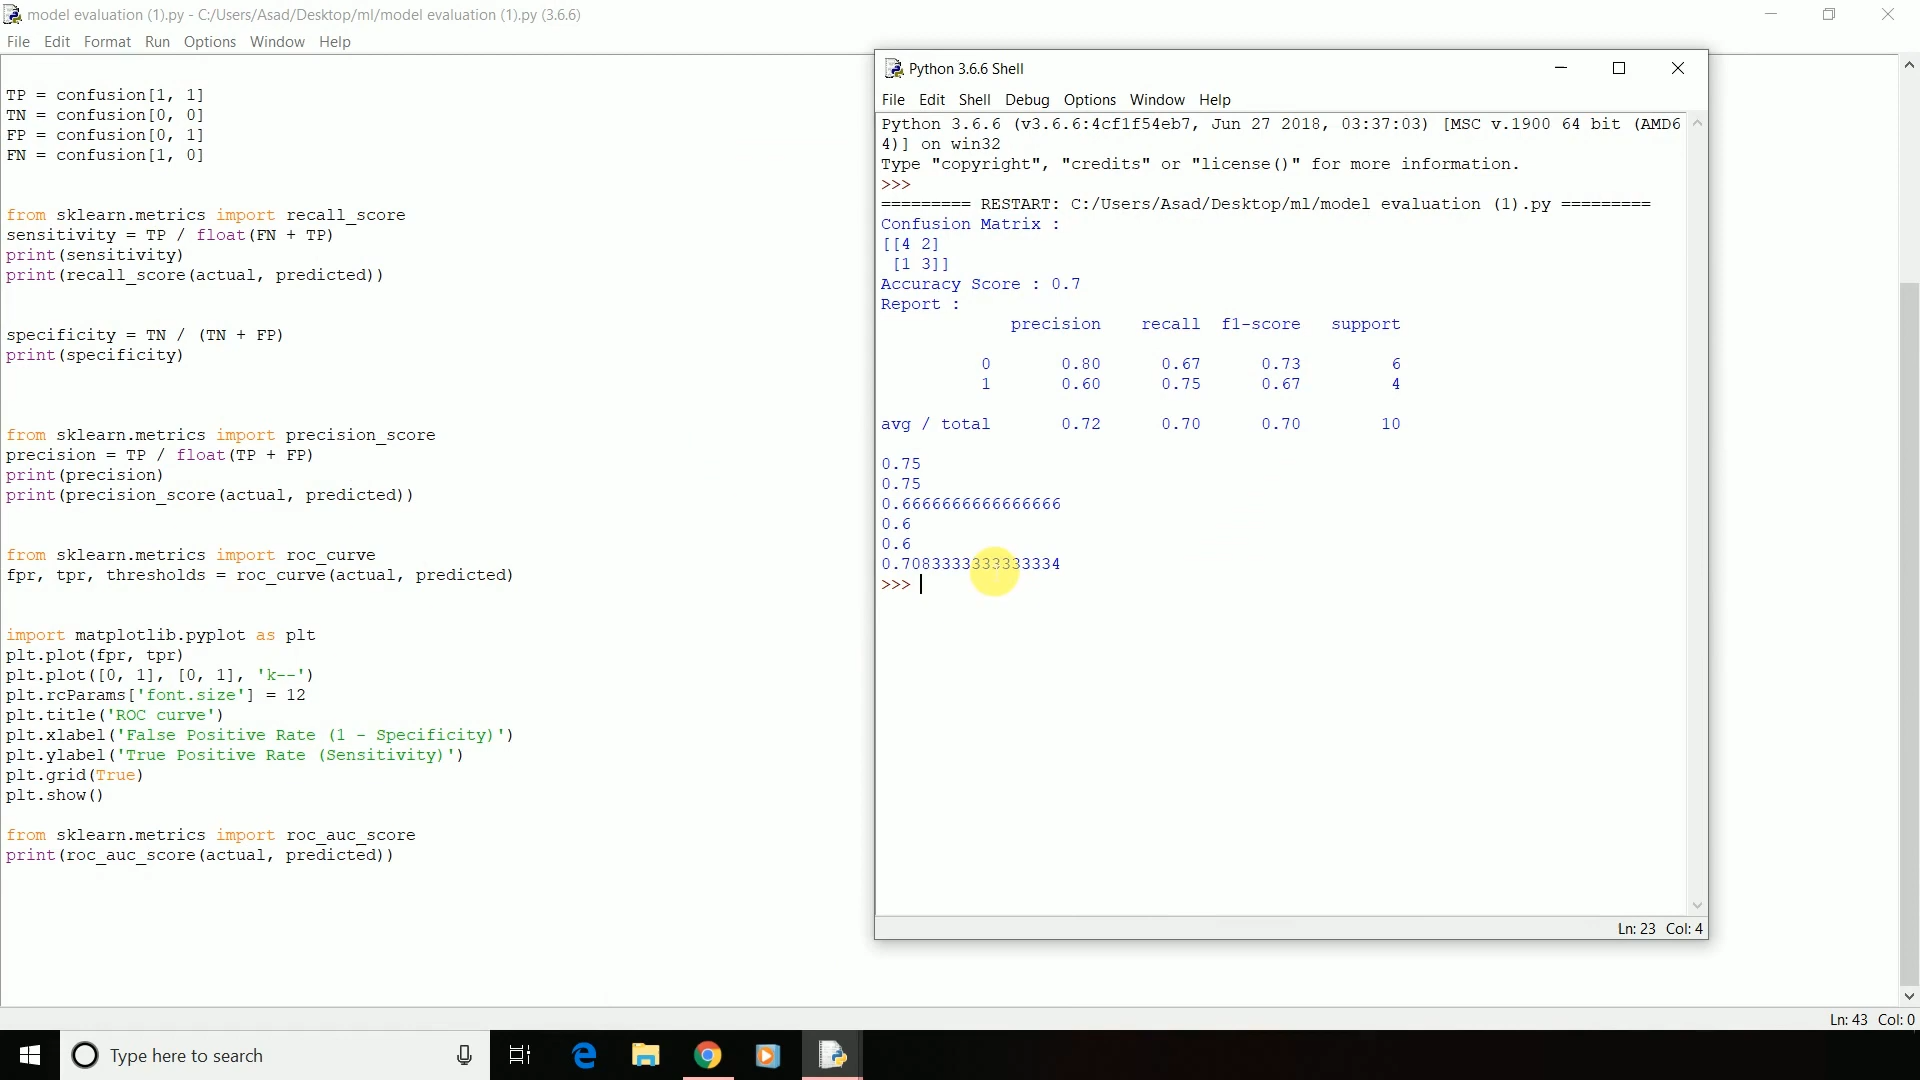 model evaluation (1).py - C:/Users/Asad/Desktop/ml/model evaluation (1).py (3.6.6)
File Edit Format Run Options Window Help
TP = confusion[1, 1]
TN = confusion[0, 0]
FP = confusion[0, 1]
FN = confusion[1, 0]
from sklearn.metrics import recall_score
sensitivity = TP / float(FN + TP)
print(sensitivity)
print(recall_score(actual, predicted))
specificity = TN / (TN + FP)
print(specificity)
from sklearn.metrics import precision_score
precision = TP / float(TP + FP)
print(precision)
print(precision_score(actual, predicted))
from sklearn.metrics import roc_curve
fpr, tpr, thresholds = roc_curve(actual, predicted)
import matplotlib.pyplot as plt
plt.plot(fpr, tpr)
plt.plot([0, 1], [0, 1], 'k--')
plt.rcParams['font.size'] = 12
plt.title('ROC curve')
plt.xlabel('False Positive Rate (1 - Specificity)')
plt.ylabel('True Positive Rate (Sensitivity)')
plt.grid(True)
plt.show()
from sklearn.metrics import roc_auc_score
print(roc_auc_score(actual, predicted))
Python 3.6.6 Shell
File Edit Shell Debug Options Window Help
Python 3.6.6 (v3.6.6:4cf1f54eb7, Jun 27 2018, 03:37:03) [MSC v.1900 64 bit (AMD6
4)] on win32
Type "copyright", "credits" or "license()" for more information.
>>>
========= RESTART: C:/Users/Asad/Desktop/ml/model evaluation (1).py =========
Confusion Matrix :
[[4 2]
[1 3]]
Accuracy Score : 0.7
Report :
precision recall f1-score support
0 0.80 0.67 0.73 6
1 0.60 0.75 0.67 4
avg / total 0.72 0.70 0.70 10
0.75
0.75
0.6666666666666666
0.6
0.6
0.7083333333333334
>>>
Ln: 23 Col: 4
Ln: 43 Col: 0
Type here to search